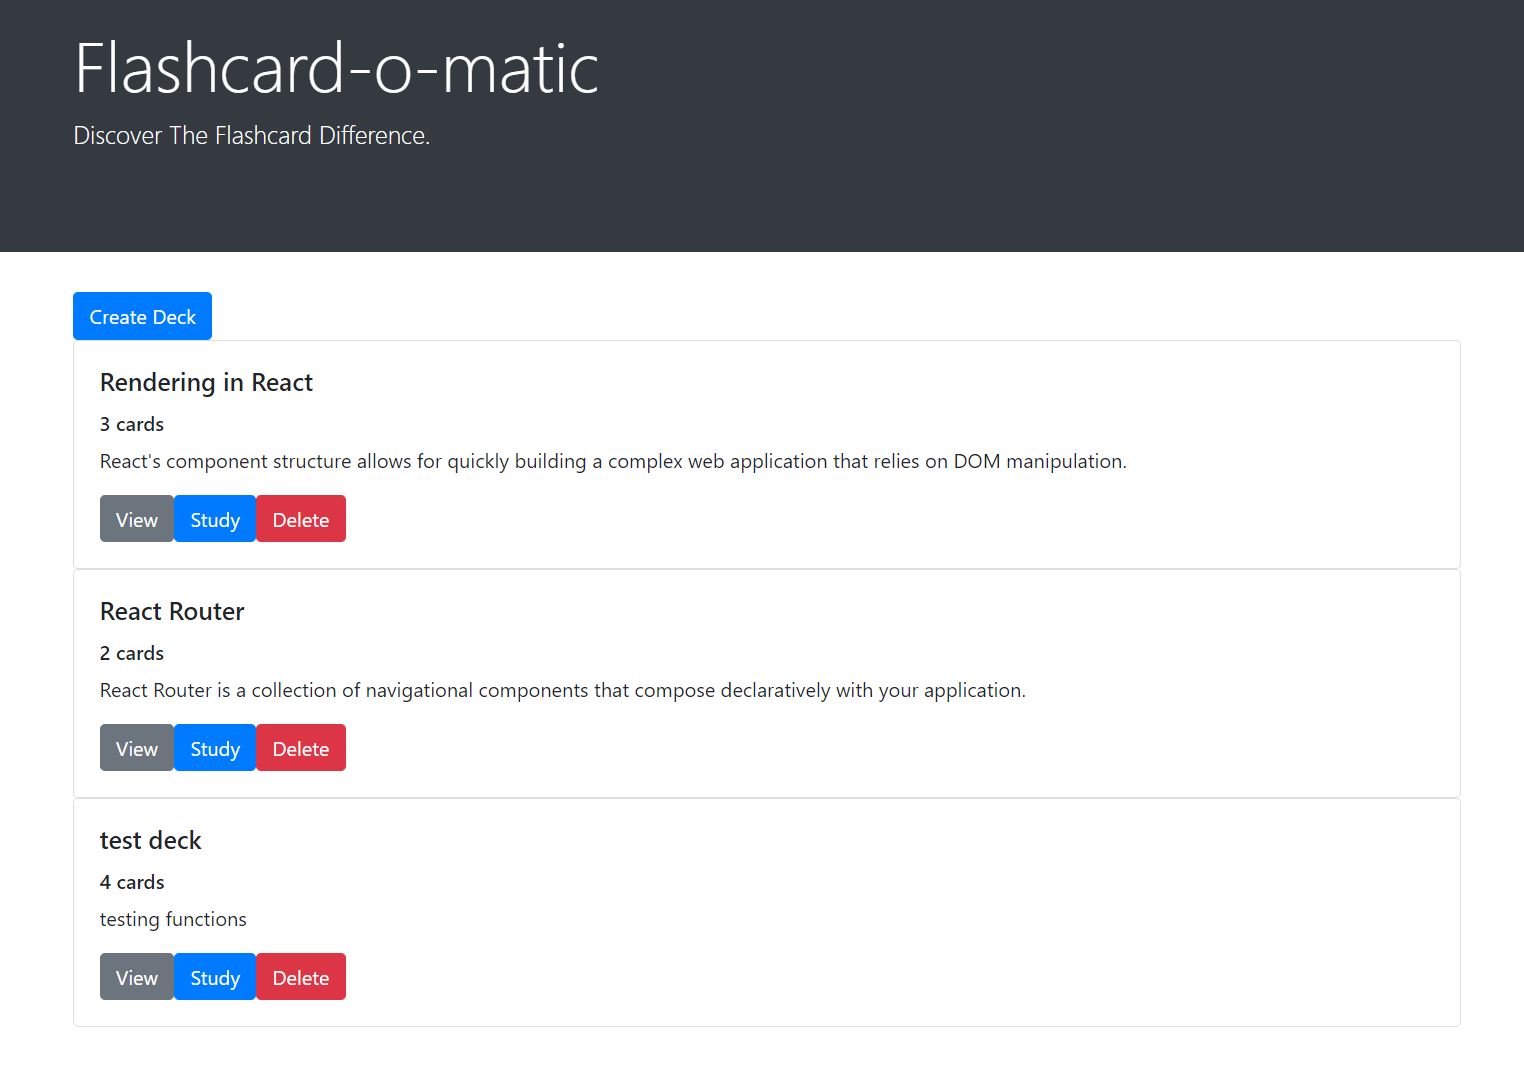 Flashcard-o-matic
Discover The Flashcard Difference.
Create Deck
Rendering in React
3 cards
React's component structure allows for quickly building a complex web application that relies on DOM manipulation.
View Study Delete
React Router
2 cards
React Router is a collection of navigational components that compose declaratively with your application.
View Study Delete
test deck
4 cards
testing functions
View Study Delete